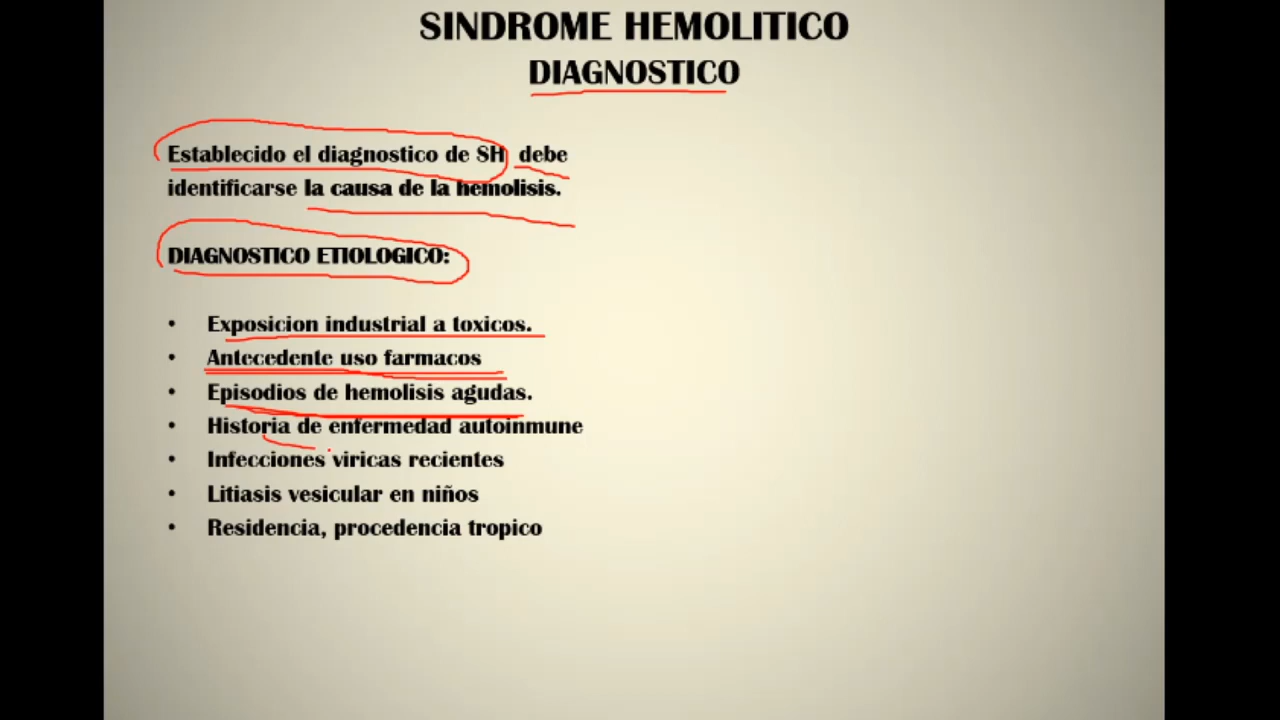 SINDROME HEMOLITICO
DIAGNOSTICO
Establecido el diagnostico de SH debe
identificarse la causa de la hemolisis.
DIAGNOSTICO ETIOLOGICO:
• Exposicion industrial a toxicos.
• Antecedente uso farmacos
• Episodios de hemolisis agudas.
• Historia de enfermedad autoinmune
• Infecciones viricas recientes
• Litiasis vesicular en niños
• Residencia, procedencia tropico